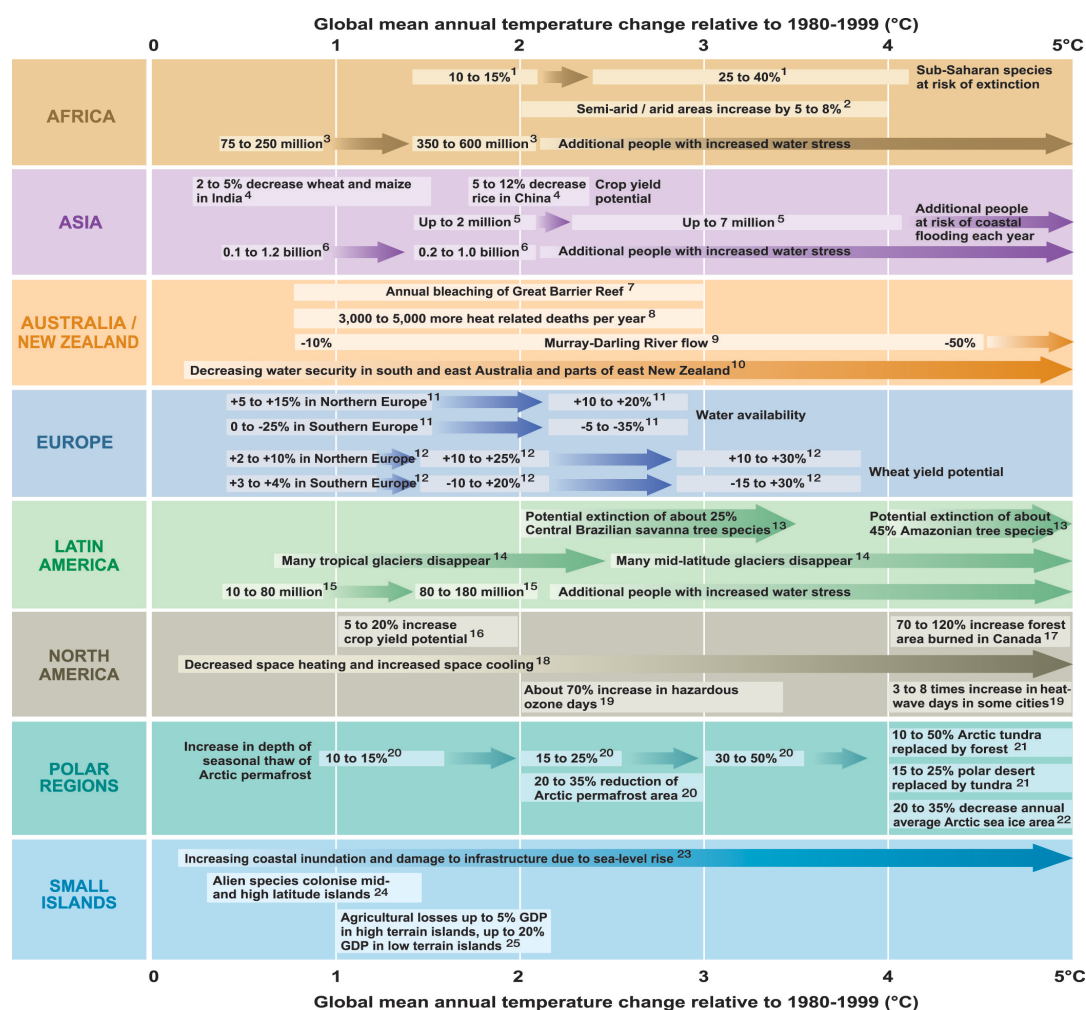 Global mean annual temperature change relative to 1980-1999 (°C)
0 1 2 3 4 5°C
AFRICA
10 to 15%1 25 to 40%1 Sub-Saharan species
at risk of extinction
Semi-arid / arid areas increase by 5 to 8%2
75 to 250 million3 350 to 600 million3 Additional people with increased water stress
ASIA
2 to 5% decrease wheat and maize
in India4
5 to 12% decrease
rice in China4
Crop yield
potential
Up to 2 million5 Up to 7 million5
Additional people
at risk of coastal
flooding each year
0.1 to 1.2 billion6 0.2 to 1.0 billion6 Additional people with increased water stress
AUSTRALIA /
NEW ZEALAND
Annual bleaching of Great Barrier Reef 7
3,000 to 5,000 more heat related deaths per year8
-10% Murray-Darling River flow 9 -50%
Decreasing water security in south and east Australia and parts of east New Zealand10
EUROPE
+5 to +15% in Northern Europe11 +10 to +20%11
Water availability
0 to -25% in Southern Europe11 -5 to -35%11
+2 to +10% in Northern Europe12 +10 to +25%12 +10 to +30%12
Wheat yield potential
+3 to +4% in Southern Europe12 -10 to +20%12 -15 to +30%12
LATIN
AMERICA
Potential extinction of about 25%
Central Brazilian savanna tree species13
Potential extinction of about
45% Amazonian tree species13
Many tropical glaciers disappear14 Many mid-latitude glaciers disappear14
10 to 80 million15 80 to 180 million15 Additional people with increased water stress
NORTH
AMERICA
5 to 20% increase
crop yield potential16
70 to 120% increase forest
area burned in Canada17
Decreased space heating and increased space cooling18
About 70% increase in hazardous
ozone days19
3 to 8 times increase in heat-
wave days in some cities19
POLAR
REGIONS
Increase in depth of
seasonal thaw of
Arctic permafrost
10 to 15%20 15 to 25%20 30 to 50%20
20 to 35% reduction of
Arctic permafrost area20
10 to 50% Arctic tundra
replaced by forest21
15 to 25% polar desert
replaced by tundra21
20 to 35% decrease annual
average Arctic sea ice area22
SMALL
ISLANDS
Increasing coastal inundation and damage to infrastructure due to sea-level rise23
Alien species colonise mid-
and high latitude islands24
Agricultural losses up to 5% GDP
in high terrain islands, up to 20%
GDP in low terrain islands25
0 1 2 3 4 5°C
Global mean annual temperature change relative to 1980-1999 (°C)